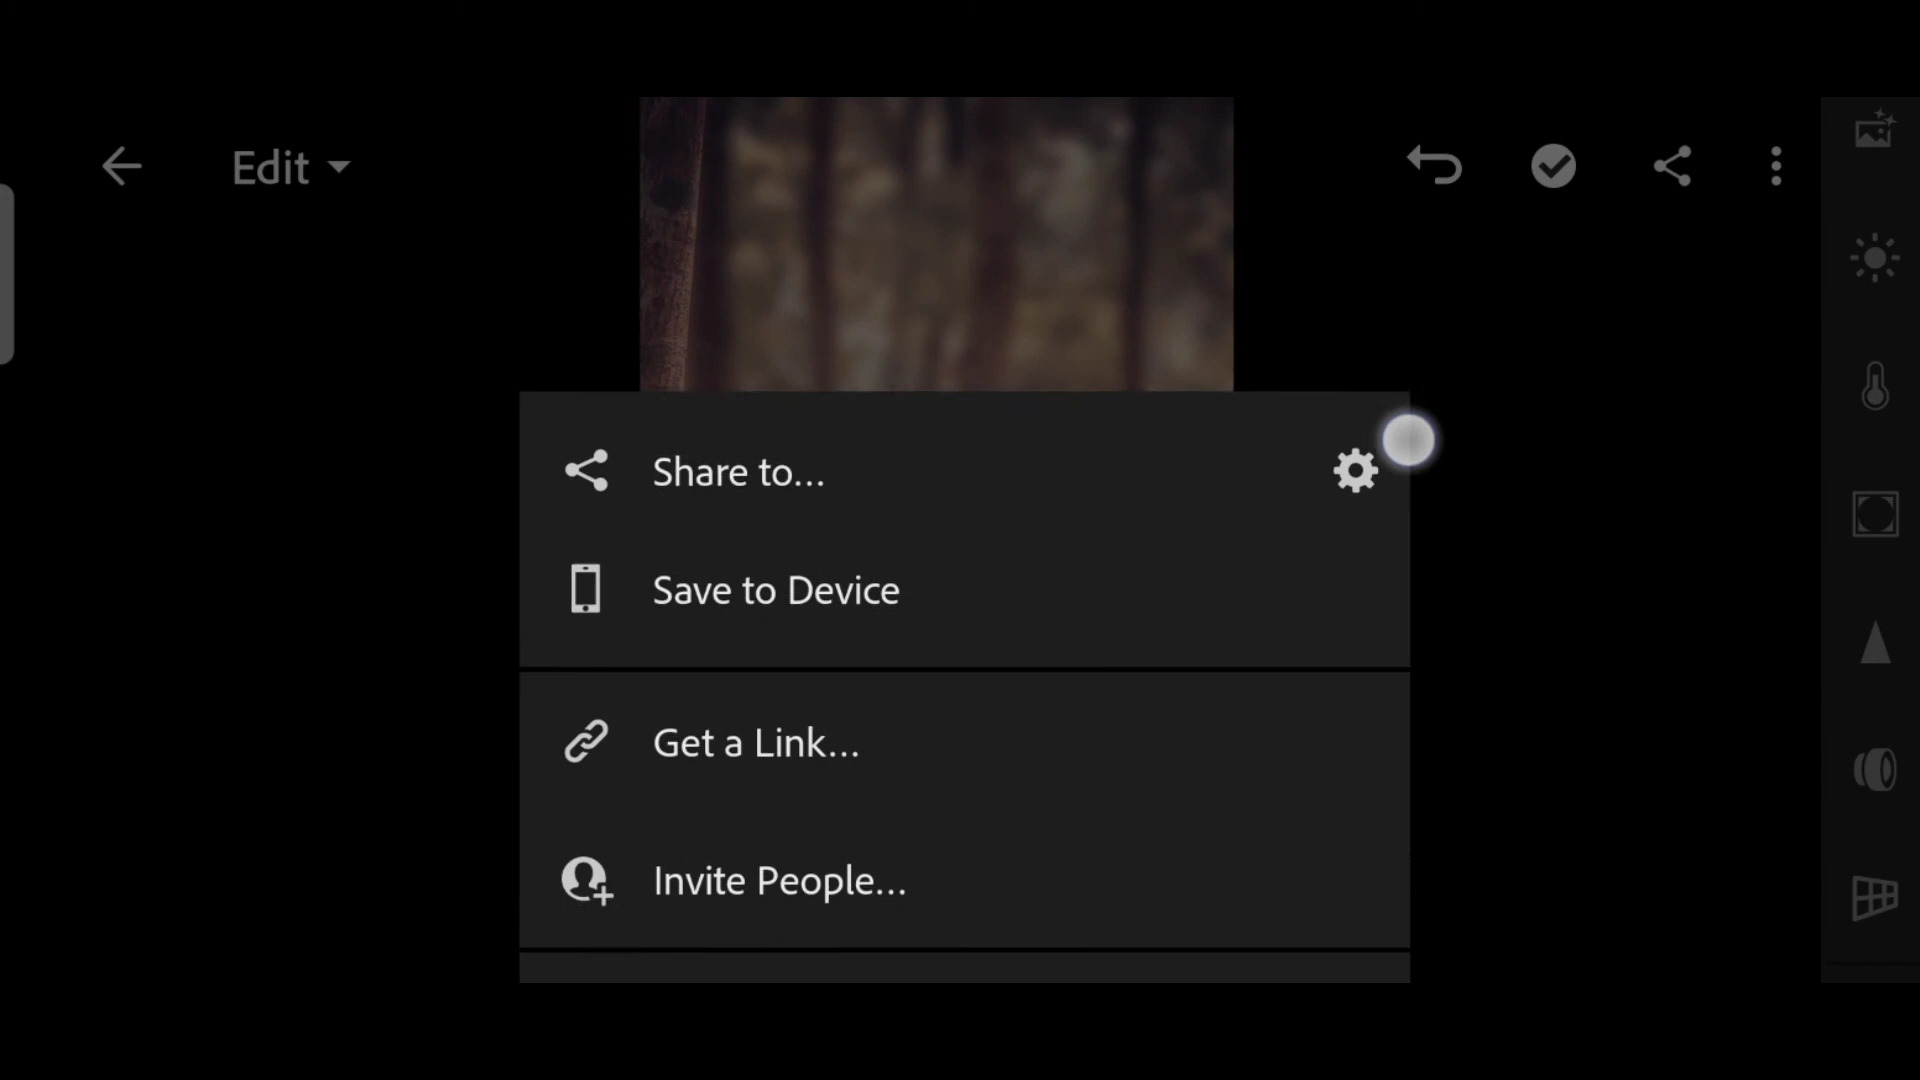 Edit
Share to...
Save to Device
Get a Link...
Invite People...